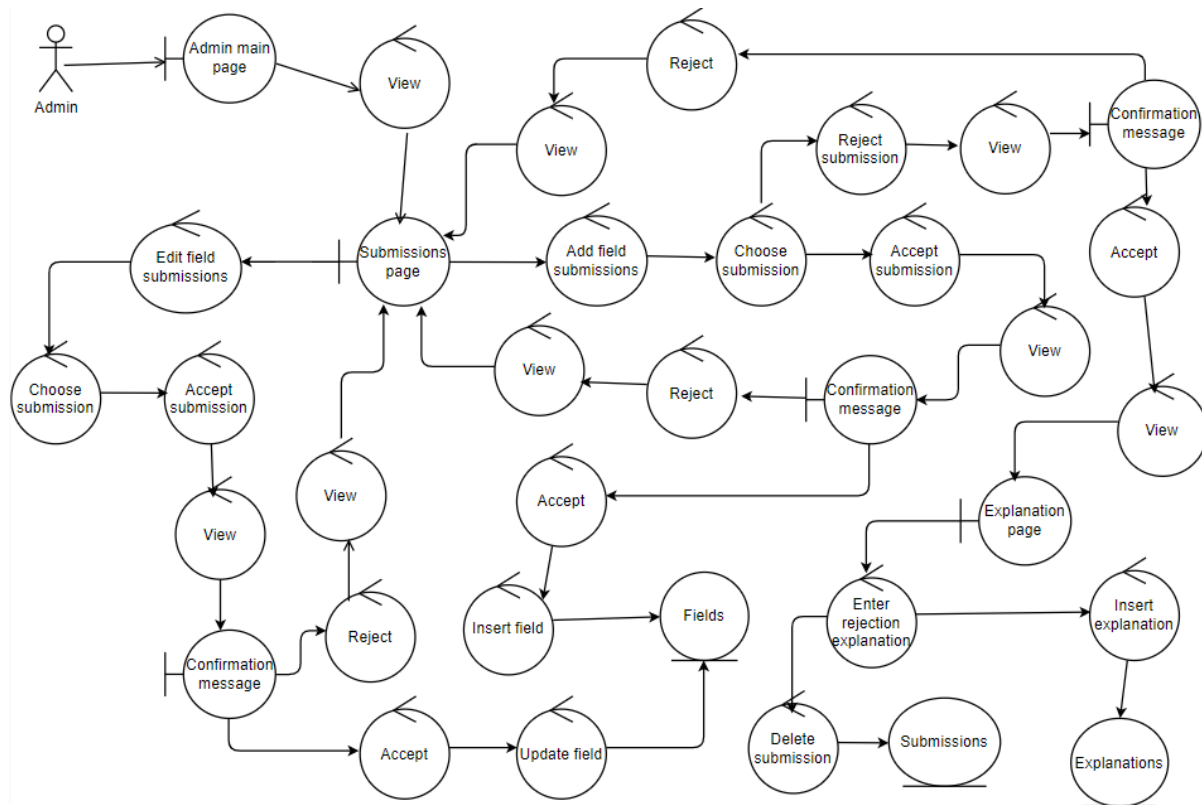 Admin
Admin main
page
View
Reject
View
Reject
submission
View
Confirmation
message
Edit field
submissions
Submissions
page
Add field
submissions
Choose
submission
Accept
submission
Accept
View
Choose
submission
Accept
submission
View
Reject
Confirmation
message
View
View
View
Accept
Explanation
page
Confirmation
message
Reject
Insert field
Fields
Enter
rejection
explanation
Insert
explanation
Accept
Update field
Delete
submission
Submissions
Explanations